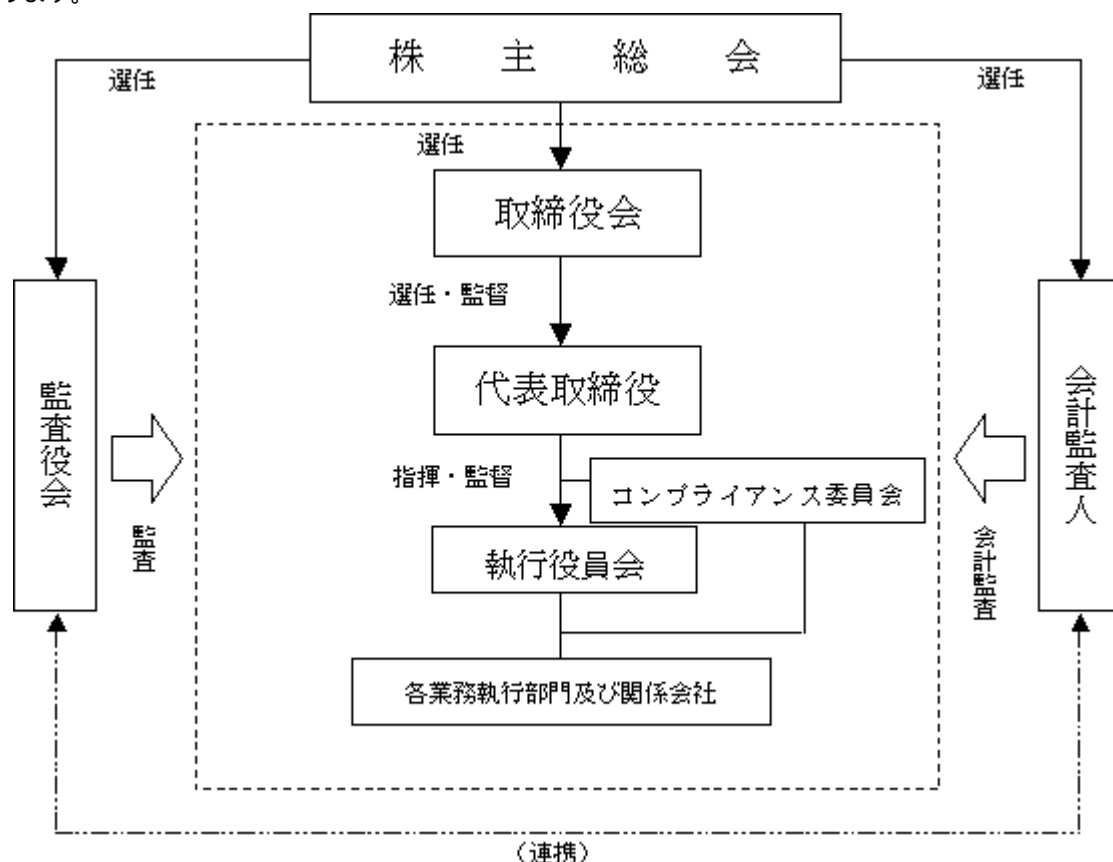 ります。
株主総会
選任
選任
選任
取締役会
選任・監督
代表取締役
指揮・監督
コンプライアンス委員会
執行役員会
各業務執行部門及び関係会社
監査役会
監査
会計監査人
会計監査
（連携）